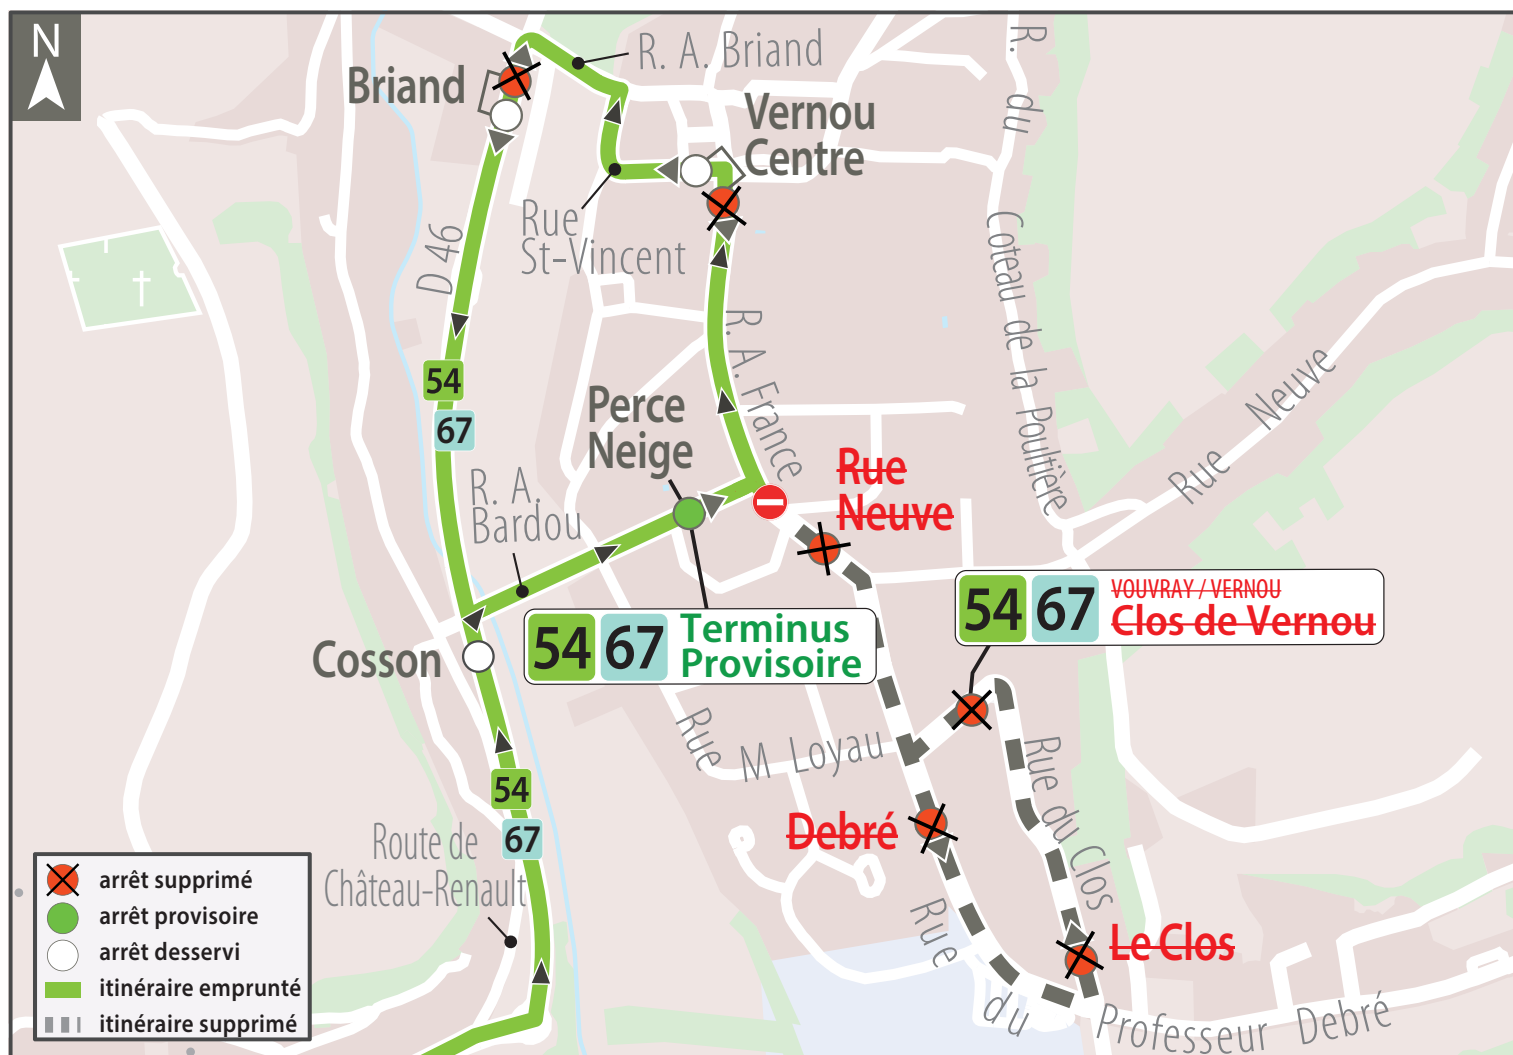 N
R. A. Briand
Briand
Vernou
Centre
R. du
Coteau de la Poultière
Rue
St-Vincent
D 46
R. A. France
54
67
Perce
Neige
Rue Neuve
Rue
Neuve
R. A.
Bardou
54 67 Terminus
Provisoire
54 67 VOUVRAY / VERNOU
Clos de Vernou
Cosson
Rue M Loyau
Rue du Clos
54
67
Debré
Route de
Château-Renault
Le Clos
Rue du Professeur Debré
arrêt supprimé
arrêt provisoire
arrêt desservi
itinéraire emprunté
itinéraire supprimé